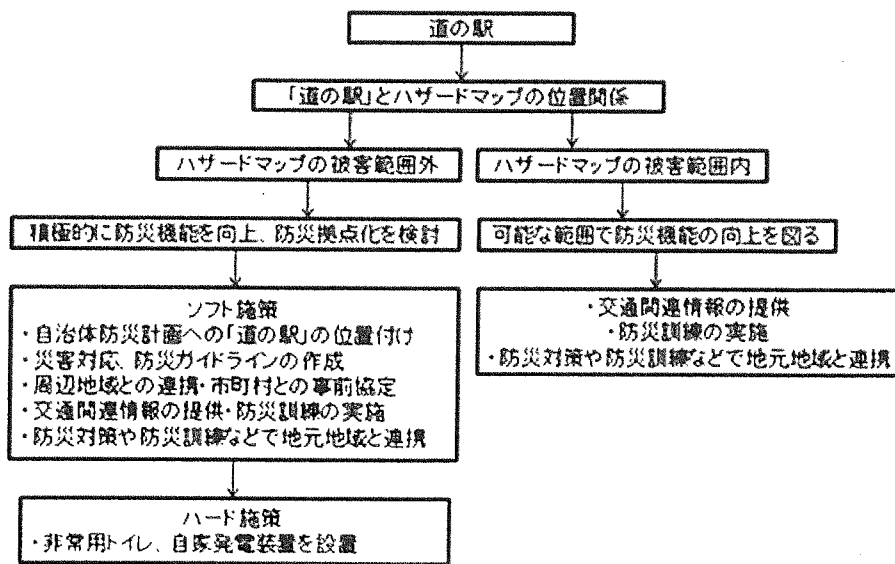 道の駅
「道の駅」とハザードマップの位置関係
ハザードマップの被害範囲外
ハザードマップの被害範囲内
積極的に防災機能を向上、防災拠点化を検討
可能な範囲で防災機能の向上を図る
ソフト施策
・自治体防災計画への「道の駅」の位置付け
・災害対応、防災ガイドラインの作成
・周辺地域との連携・市町村との事前協定
・交通関連情報の提供・防災訓練の実施
・防災対策や防災訓練などで地元地域と連携
・交通関連情報の提供
・防災訓練の実施
・防災対策や防災訓練などで地元地域と連携
ハード施策
・非常用トイレ、自家発電装置を設置